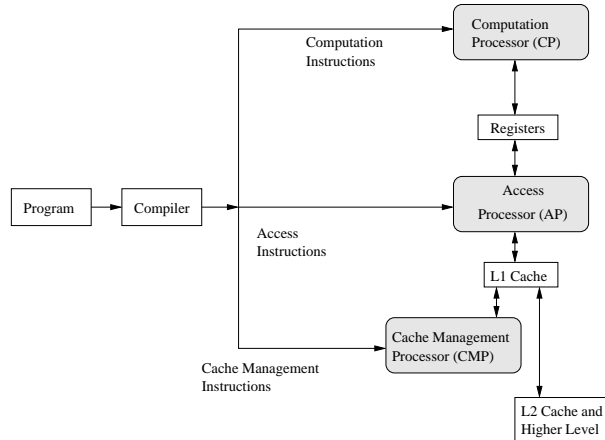 Computation
Processor (CP)
Computation
Instructions
Registers
Program
Compiler
Access
Processor (AP)
Access
Instructions
L1 Cache
Cache Management
Processor (CMP)
Cache Management
Instructions
L2 Cache and
Higher Level